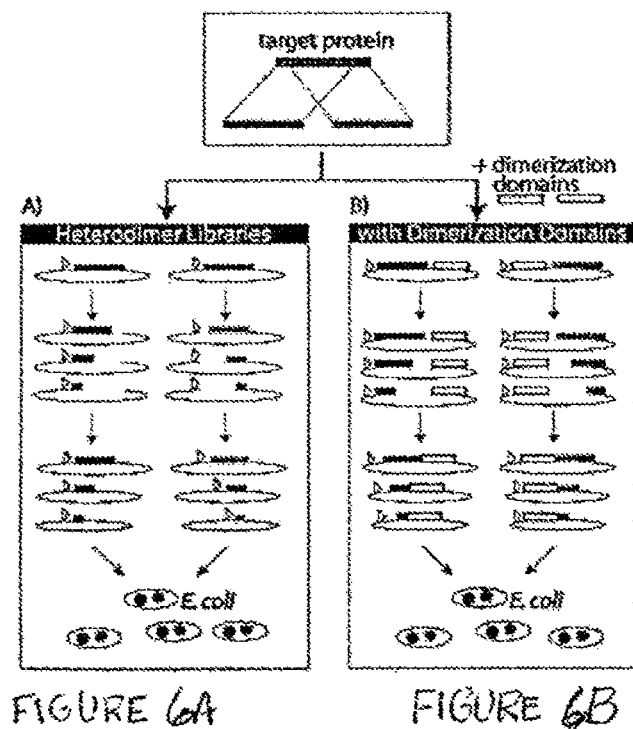 target protein
+ dimerization
domains
A)
B)
Heterodimer Libraries
with Dimerization Domains
E.coli
E.coli
FIGURE 6A
FIGURE 6B